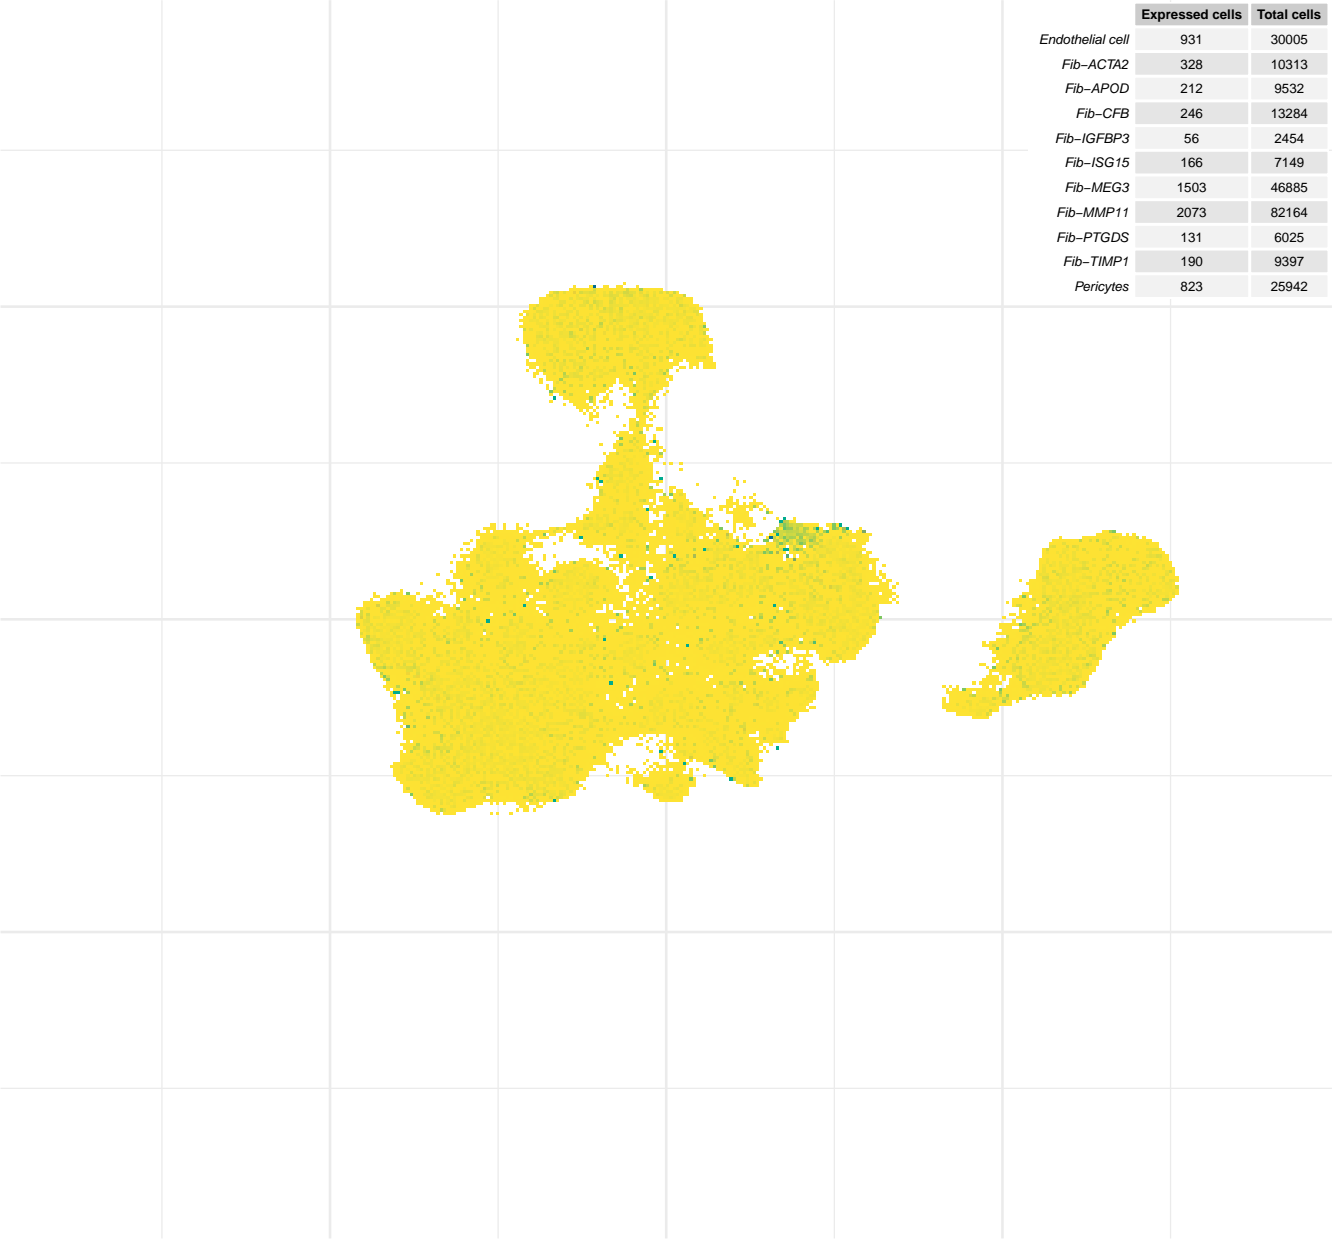 Expressed cells Total cells
Endothelial cell 931 30005
Fib−ACTA2 328 10313
Fib−APOD 212 9532
Fib−CFB 246 13284
Fib−IGFBP3 56 2454
Fib−ISG15 166 7149
Fib−MEG3 1503 46885
Fib−MMP11 2073 82164
Fib−PTGDS 131 6025
Fib−TIMP1 190 9397
Pericytes 823 25942